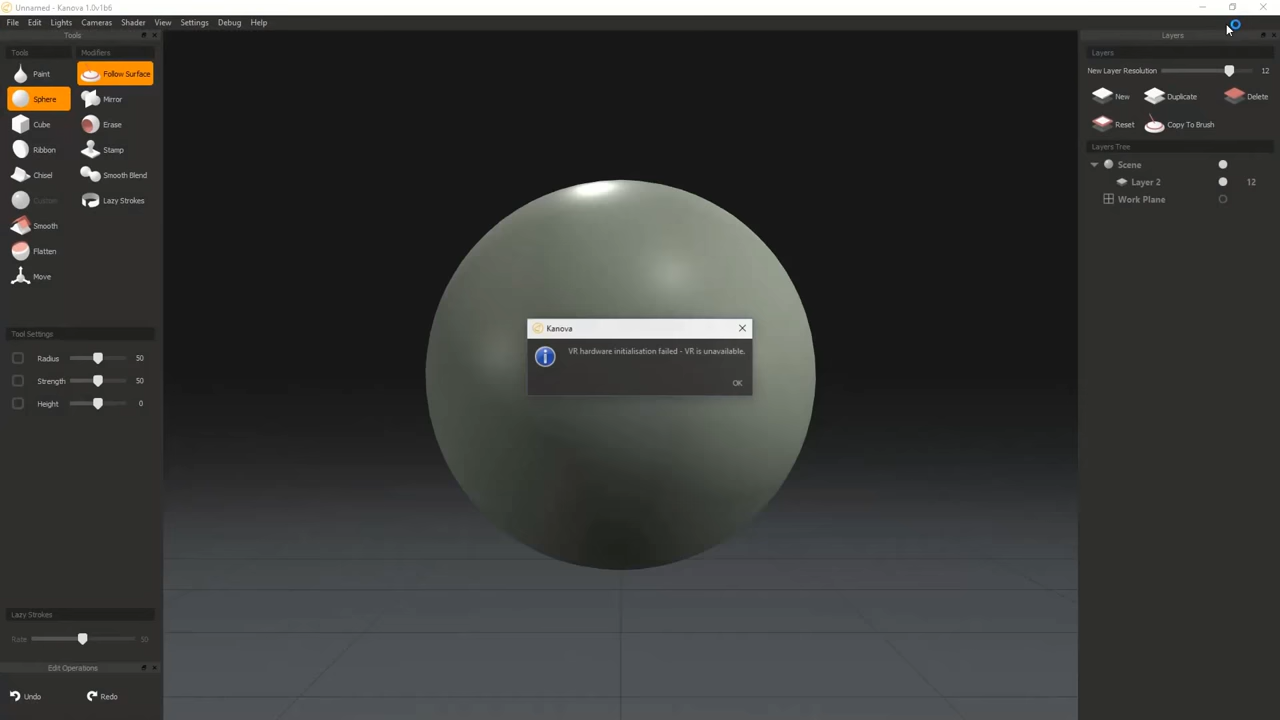 Unnamed - Kanova 1.0v1b6
File Edit Lights Cameras Shader View Settings Debug Help
Tools
Tools Modifiers
Paint Follow Surface
Sphere Mirror
Cube Erase
Ribbon Stamp
Chisel Smooth Blend
Custom Lazy Strokes
Smooth
Flatten
Move
Tool Settings
Radius 50
Strength 50
Height 0
Lazy Strokes
Rate 50
Edit Operations
Undo Redo
Kanova
VR hardware initialisation failed - VR is unavailable.
OK
Layers
Layers
New Layer Resolution 12
New Duplicate Delete
Reset Copy To Brush
Layers Tree
Scene
Layer 2 12
Work Plane